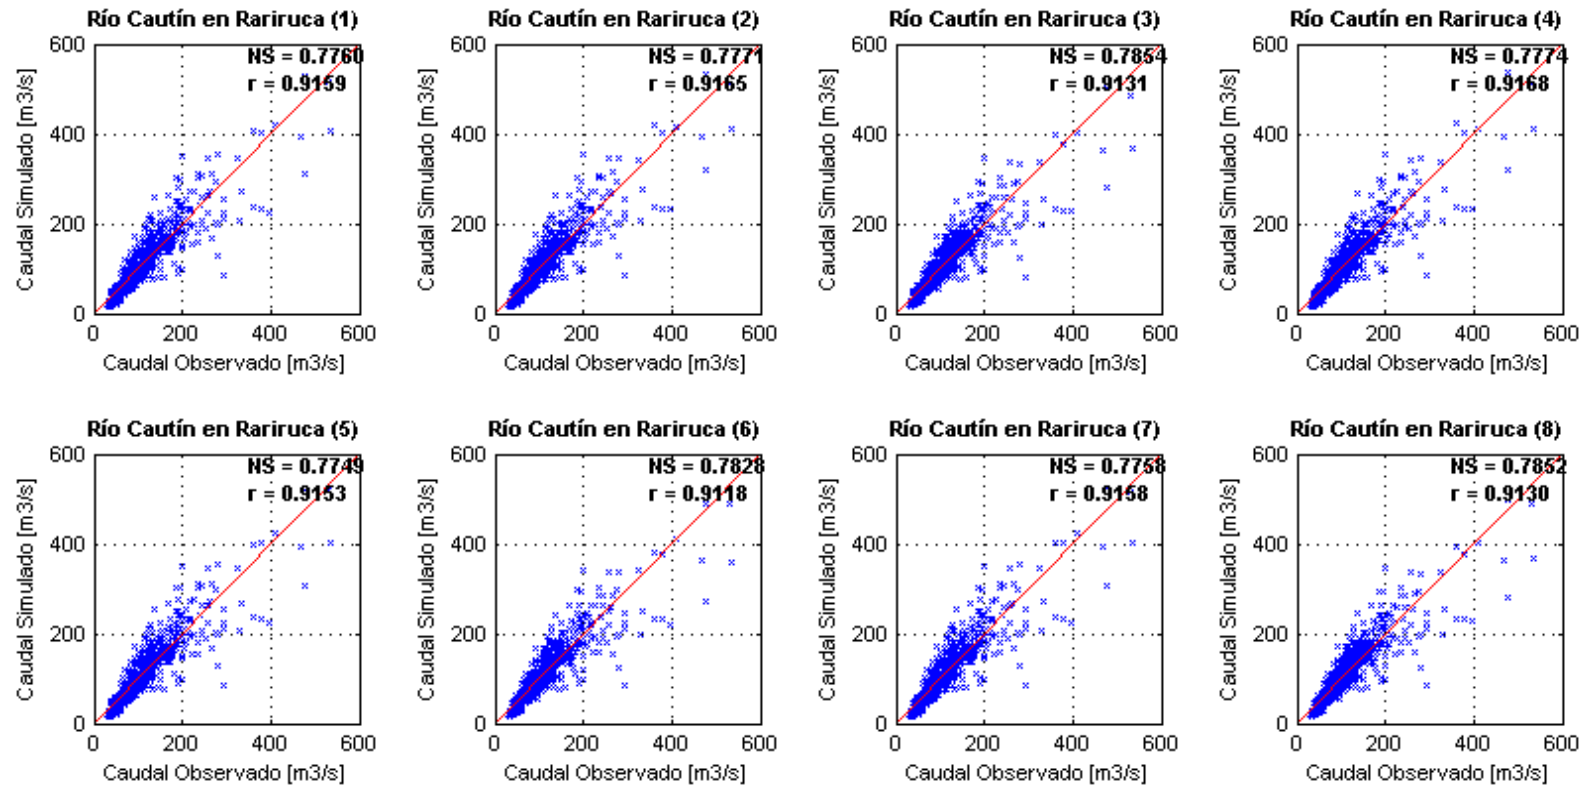 Río Cautín en Rariruca (1)
NS = 0.7760
r = 0.9159
600
400
200
0
0 200 400 600
Caudal Simulado [m3/s]
Caudal Observado [m3/s]
Río Cautín en Rariruca (2)
NS = 0.7771
r = 0.9165
600
400
200
0
0 200 400 600
Caudal Simulado [m3/s]
Caudal Observado [m3/s]
Río Cautín en Rariruca (3)
NS = 0.7854
r = 0.9131
600
400
200
0
0 200 400 600
Caudal Simulado [m3/s]
Caudal Observado [m3/s]
Río Cautín en Rariruca (4)
NS = 0.7774
r = 0.9168
600
400
200
0
0 200 400 600
Caudal Simulado [m3/s]
Caudal Observado [m3/s]
Río Cautín en Rariruca (5)
NS = 0.7749
r = 0.9153
600
400
200
0
0 200 400 600
Caudal Simulado [m3/s]
Caudal Observado [m3/s]
Río Cautín en Rariruca (6)
NS = 0.7828
r = 0.9118
600
400
200
0
0 200 400 600
Caudal Simulado [m3/s]
Caudal Observado [m3/s]
Río Cautín en Rariruca (7)
NS = 0.7758
r = 0.9158
600
400
200
0
0 200 400 600
Caudal Simulado [m3/s]
Caudal Observado [m3/s]
Río Cautín en Rariruca (8)
NS = 0.7852
r = 0.9130
600
400
200
0
0 200 400 600
Caudal Simulado [m3/s]
Caudal Observado [m3/s]